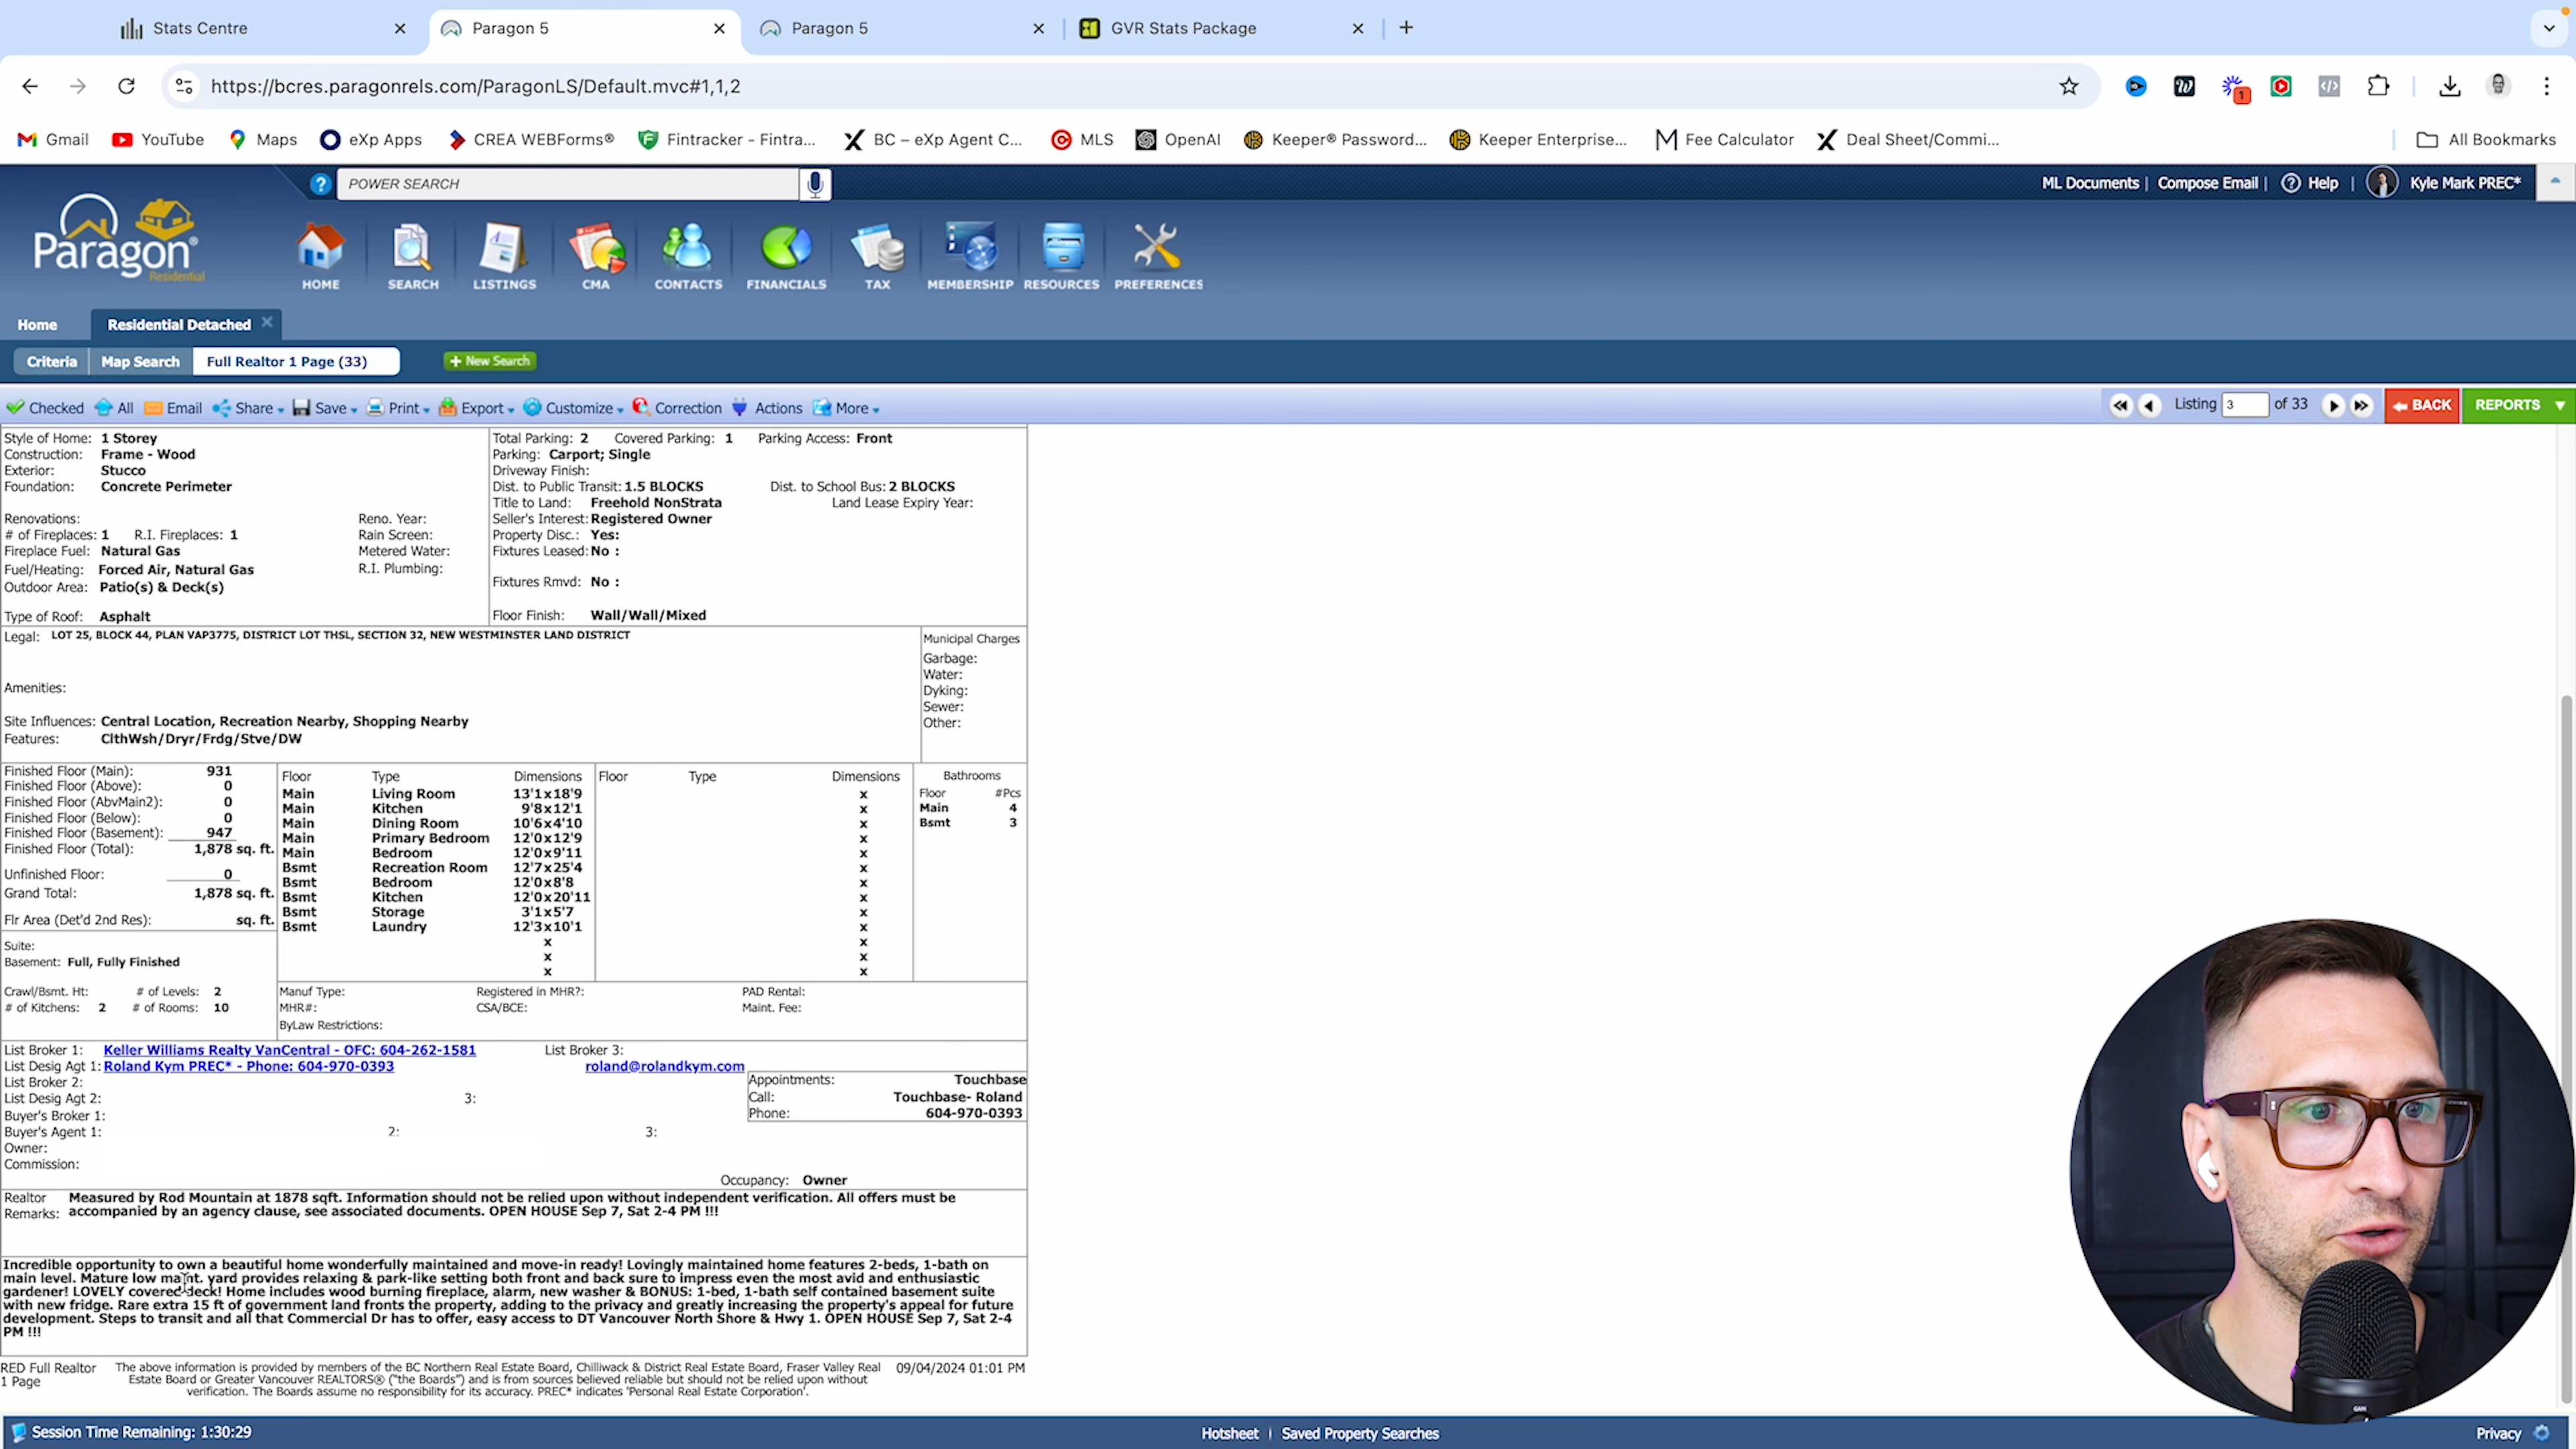 Stats Centre
Paragon 5
Paragon 5
GVR Stats Package
https://bcres.paragonrels.com/ParagonLS/Default.mvc#1,1,2
1
Gmail YouTube Maps eXp Apps CREA WEBForms® Fintracker - Fintra... BC – eXp Agent C... MLS OpenAI Keeper® Password... Keeper Enterprise... Fee Calculator Deal Sheet/Commi... All Bookmarks
POWER SEARCH
ML Documents | Compose Email | Help | Kyle Mark PREC*
Paragon® Residential
HOME SEARCH LISTINGS CMA CONTACTS FINANCIALS TAX MEMBERSHIP RESOURCES PREFERENCES
Home Residential Detached
Criteria Map Search Full Realtor 1 Page (33) + New Search
Checked All Email Share Save Print Export Customize Correction Actions More Listing 3 of 33 BACK REPORTS
Style of Home: 1 Storey Total Parking: 2 Covered Parking: 1 Parking Access: Front
Construction: Frame - Wood Parking: Carport; Single
Exterior: Stucco Driveway Finish:
Foundation: Concrete Perimeter Dist. to Public Transit: 1.5 BLOCKS Dist. to School Bus: 2 BLOCKS
Title to Land: Freehold NonStrata Land Lease Expiry Year:
Renovations: Reno. Year: Seller's Interest: Registered Owner
# of Fireplaces: 1 R.I. Fireplaces: 1 Rain Screen: Property Disc.: Yes:
Fireplace Fuel: Natural Gas Metered Water: Fixtures Leased: No :
Fuel/Heating: Forced Air, Natural Gas R.I. Plumbing:
Outdoor Area: Patio(s) & Deck(s) Fixtures Rmvd: No :
Type of Roof: Asphalt Floor Finish: Wall/Wall/Mixed
Legal: LOT 25, BLOCK 44, PLAN VAP3775, DISTRICT LOT THSL, SECTION 32, NEW WESTMINSTER LAND DISTRICT
Municipal Charges
Garbage:
Water:
Dyking:
Sewer:
Other:
Amenities:
Site Influences: Central Location, Recreation Nearby, Shopping Nearby
Features: ClthWsh/Dryr/Frdg/Stve/DW
Finished Floor (Main): 931
Finished Floor (Above): 0
Finished Floor (AbvMain2): 0
Finished Floor (Below): 0
Finished Floor (Basement): 947
Finished Floor (Total): 1,878 sq. ft.
Unfinished Floor: 0
Grand Total: 1,878 sq. ft.
Flr Area (Det'd 2nd Res): sq. ft.
Suite:
Basement: Full, Fully Finished
Crawl/Bsmt. Ht: # of Levels: 2
# of Kitchens: 2 # of Rooms: 10
Floor Type Dimensions
Main Living Room 13'1x18'9
Main Kitchen 9'8x12'1
Main Dining Room 10'6x4'10
Main Primary Bedroom 12'0x12'9
Main Bedroom 12'0x9'11
Bsmt Recreation Room 12'7x25'4
Bsmt Bedroom 12'0x8'8
Bsmt Kitchen 12'0x20'11
Bsmt Storage 3'1x5'7
Bsmt Laundry 12'3x10'1
x
x
x
Floor Type Dimensions
x
x
x
x
x
x
x
x
x
x
x
x
x
Bathrooms
Floor #Pcs
Main 4
Bsmt 3
Manuf Type: Registered in MHR?: PAD Rental:
MHR#: CSA/BCE: Maint. Fee:
ByLaw Restrictions:
List Broker 1: Keller Williams Realty VanCentral - OFC: 604-262-1581 List Broker 3:
List Desig Agt 1: Roland Kym PREC* - Phone: 604-970-0393 roland@rolandkym.com
List Broker 2:
List Desig Agt 2: 3:
Buyer's Broker 1:
Buyer's Agent 1: 2: 3:
Owner:
Commission:
Appointments: Touchbase
Call: Touchbase- Roland
Phone: 604-970-0393
Occupancy: Owner
Realtor Remarks: Measured by Rod Mountain at 1878 sqft. Information should not be relied upon without independent verification. All offers must be
accompanied by an agency clause, see associated documents. OPEN HOUSE Sep 7, Sat 2-4 PM !!!
Incredible opportunity to own a beautiful home wonderfully maintained and move-in ready! Lovingly maintained home features 2-beds, 1-bath on
main level. Mature low maint. yard provides relaxing & park-like setting both front and back sure to impress even the most avid and enthusiastic
gardener! LOVELY covered deck! Home includes wood burning fireplace, alarm, new washer & BONUS: 1-bed, 1-bath self contained basement suite
with new fridge. Rare extra 15 ft of government land fronts the property, adding to the privacy and greatly increasing the property's appeal for future
development. Steps to transit and all that Commercial Dr has to offer, easy access to DT Vancouver North Shore & Hwy 1. OPEN HOUSE Sep 7, Sat 2-4
PM !!!
RED Full Realtor
1 Page
The above information is provided by members of the BC Northern Real Estate Board, Chilliwack & District Real Estate Board, Fraser Valley Real
Estate Board or Greater Vancouver REALTORS® ("the Boards") and is from sources believed reliable but should not be relied upon without
verification. The Boards assume no responsibility for its accuracy. PREC* indicates 'Personal Real Estate Corporation'.
09/04/2024 01:01 PM
Session Time Remaining: 1:30:29 Hotsheet | Saved Property Searches Privacy
GAIN